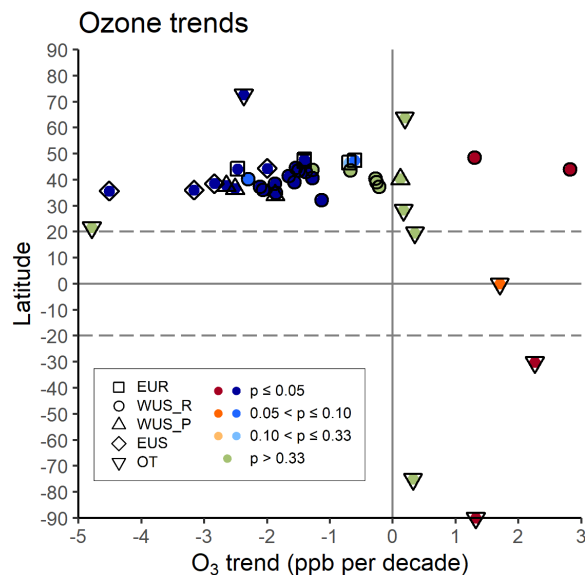 Ozone trends
Latitude
90
80
70
60
50
40
30
20
10
0
-10
-20
-30
-40
-50
-60
-70
-80
-90
EUR
WUS_R
WUS_P
EUS
OT
p ≤ 0.05
0.05 < p ≤ 0.10
0.10 < p ≤ 0.33
p > 0.33
-5 -4 -3 -2 -1 0 1 2 3
O₃ trend (ppb per decade)